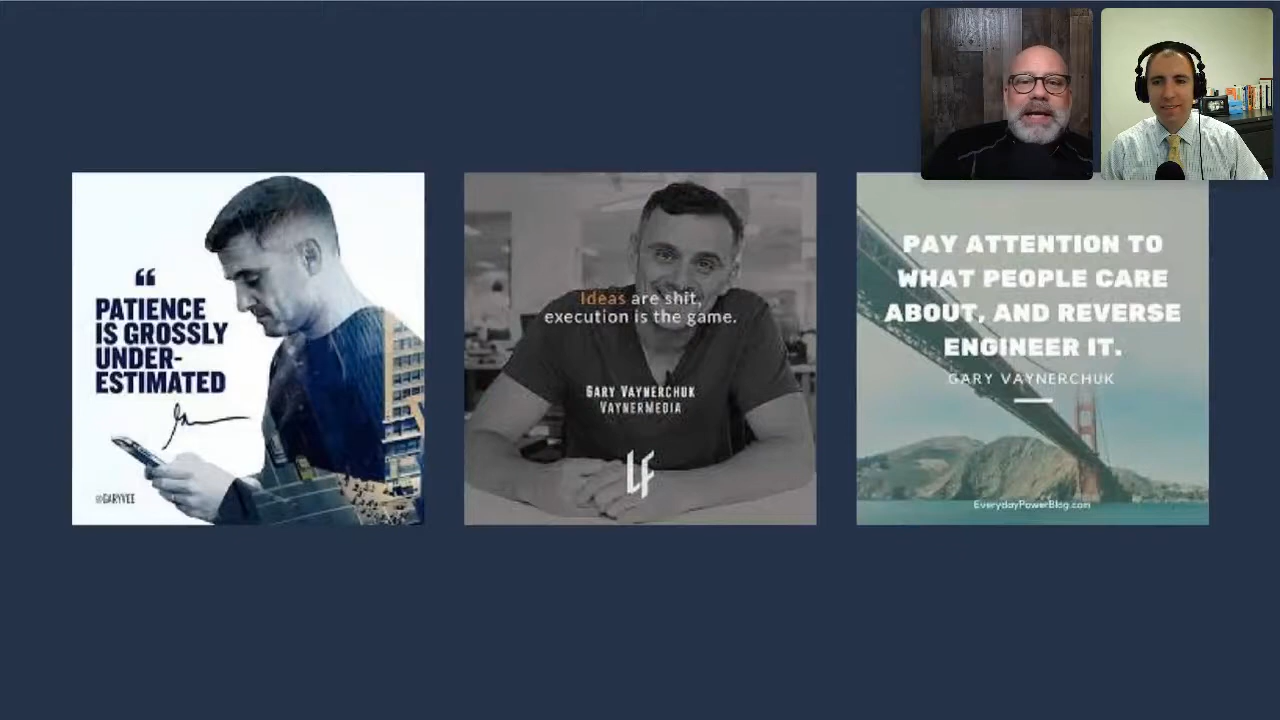 “
PATIENCE
IS GROSSLY
UNDER-
ESTIMATED
@GARYVEE
Ideas are shit,
execution is the game.
GARY VAYNERCHUK
VAYNERMEDIA
LF
PAY ATTENTION TO
WHAT PEOPLE CARE
ABOUT, AND REVERSE
ENGINEER IT.
GARY VAYNERCHUK
EverydayPowerBlog.com